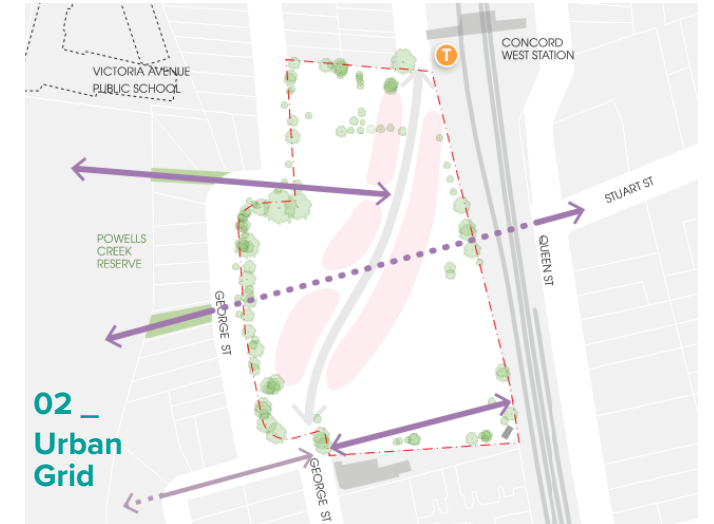 T
CONCORD
WEST STATION
VICTORIA AVENUE
PUBLIC SCHOOL
STUART ST
POWELLS
CREEK
RESERVE
QUEEN ST
GEORGE ST
02 _
Urban
Grid
GEORGE ST